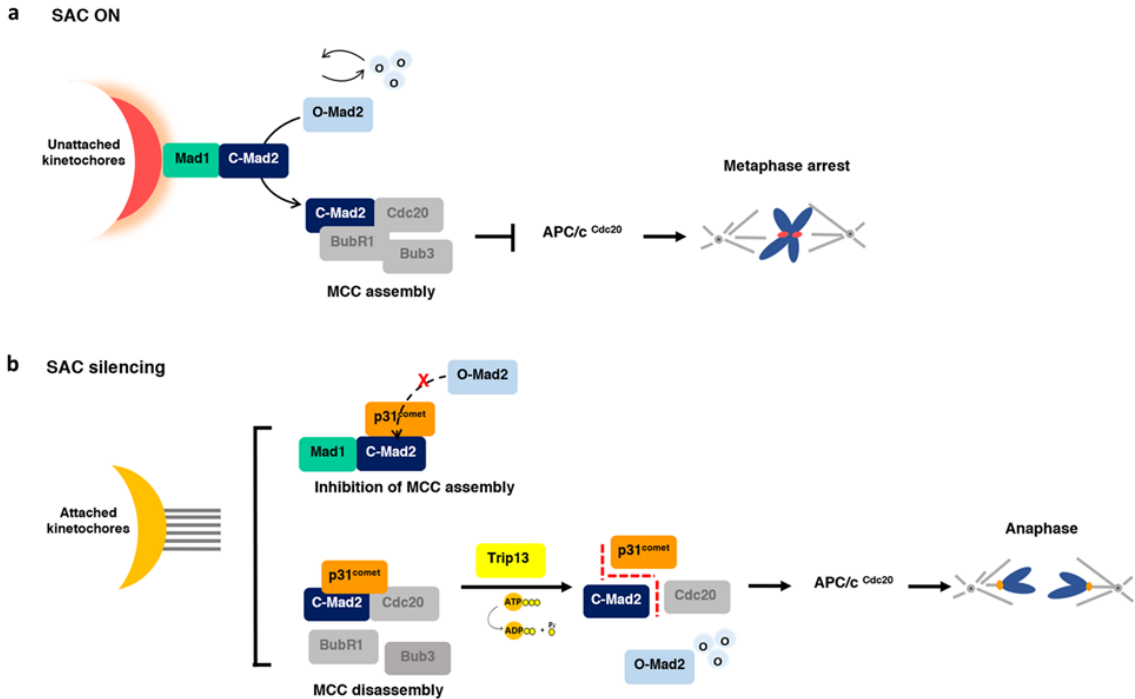 a SAC ON
O O
O
O-Mad2
Unattached
kinetochores
Mad1 C-Mad2
Metaphase arrest
C-Mad2 Cdc20
BubR1
Bub3
APC/c Cdc20
MCC assembly
b SAC silencing
X
O-Mad2
p31comet
Mad1 C-Mad2
Inhibition of MCC assembly
Attached
kinetochores
Anaphase
p31comet
C-Mad2 Cdc20
BubR1
Bub3
MCC disassembly
Trip13
ATP
ADP + Pi
p31comet
C-Mad2 Cdc20
O-Mad2
O O
O
APC/c Cdc20